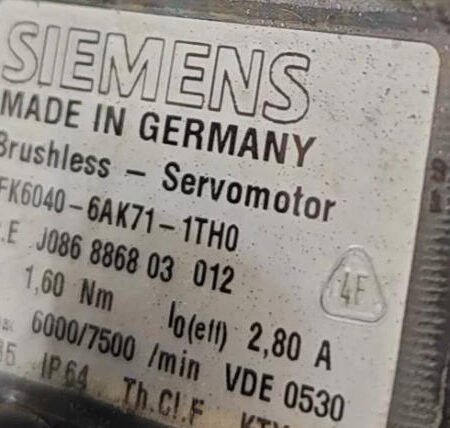 SIEMENS
MADE IN GERMANY
Brushless - Servomotor
FK6040-6AK71-1TH0
.E J086 8868 03 012
1,60 Nm I0(eff) 2,80 A
6000/7500 /min VDE 0530
IP64 Th.Cl.F
4F